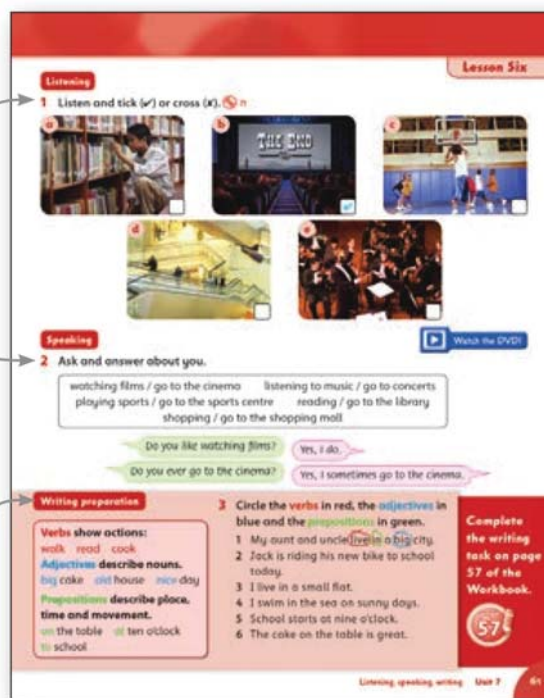 Lesson Six
Listening
1 Listen and tick (✔) or cross (✘).
a
b
c
THE END
d
e
Speaking
Watch the DVD!
2 Ask and answer about you.
watching films / go to the cinema listening to music / go to concerts
playing sports / go to the sports centre reading / go to the library
shopping / go to the shopping mall
Do you like watching films? Yes, I do.
Do you ever go to the cinema? Yes, I sometimes go to the cinema.
Writing preparation
Verbs show actions:
walk read cook
Adjectives describe nouns.
big cake old house nice day
Prepositions describe place,
time and movement.
on the table at ten o'clock
to school
3 Circle the verbs in red, the adjectives in
blue and the prepositions in green.
1 My aunt and uncle live in a big city.
2 Jack is riding his new bike to school
today.
3 I live in a small flat.
4 I swim in the sea on sunny days.
5 School starts at nine o'clock.
6 The cake on the table is great.
Complete
the writing
task on page
57 of the
Workbook.
57
Listening, speaking, writing Unit 7 61